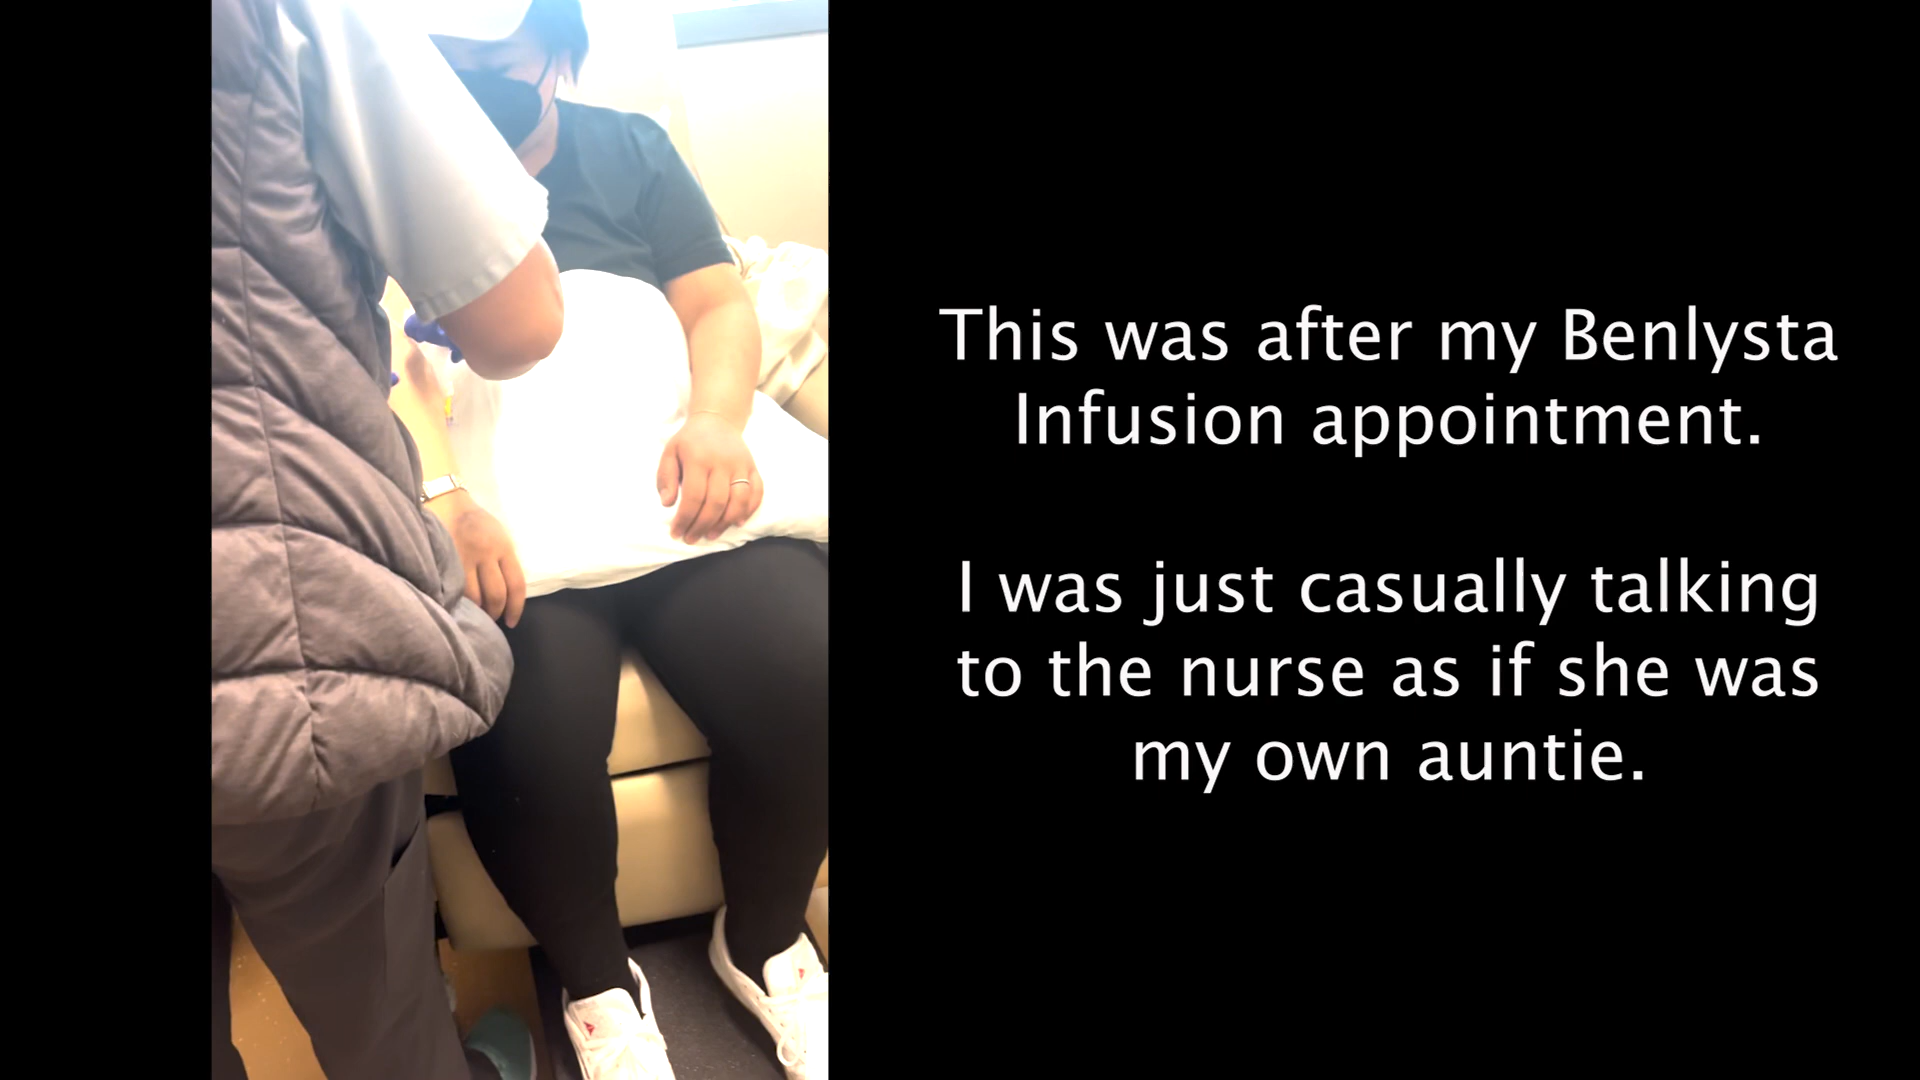 This was after my Benlysta
Infusion appointment.
I was just casually talking
to the nurse as if she was
my own auntie.